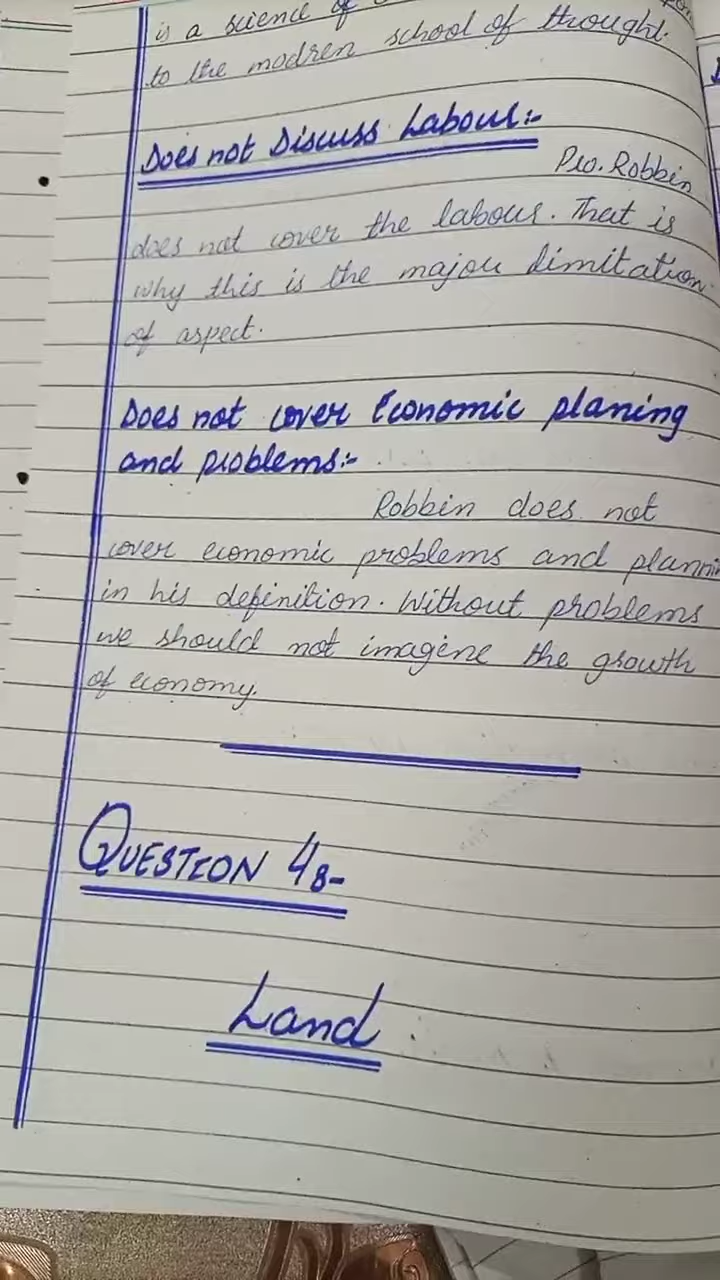 is a science of
to the modren school of thought.
Does not Discuss Labour:-
Pro. Robbin
does not cover the labour. That is
why this is the major limitation
of aspect.
Does not cover Economic planing
and problems:-
Robbin does not
cover economic problems and plannin
in his definition. Without problems
we should not imagine the growth
of economy.
QUESTION 4:-
Land